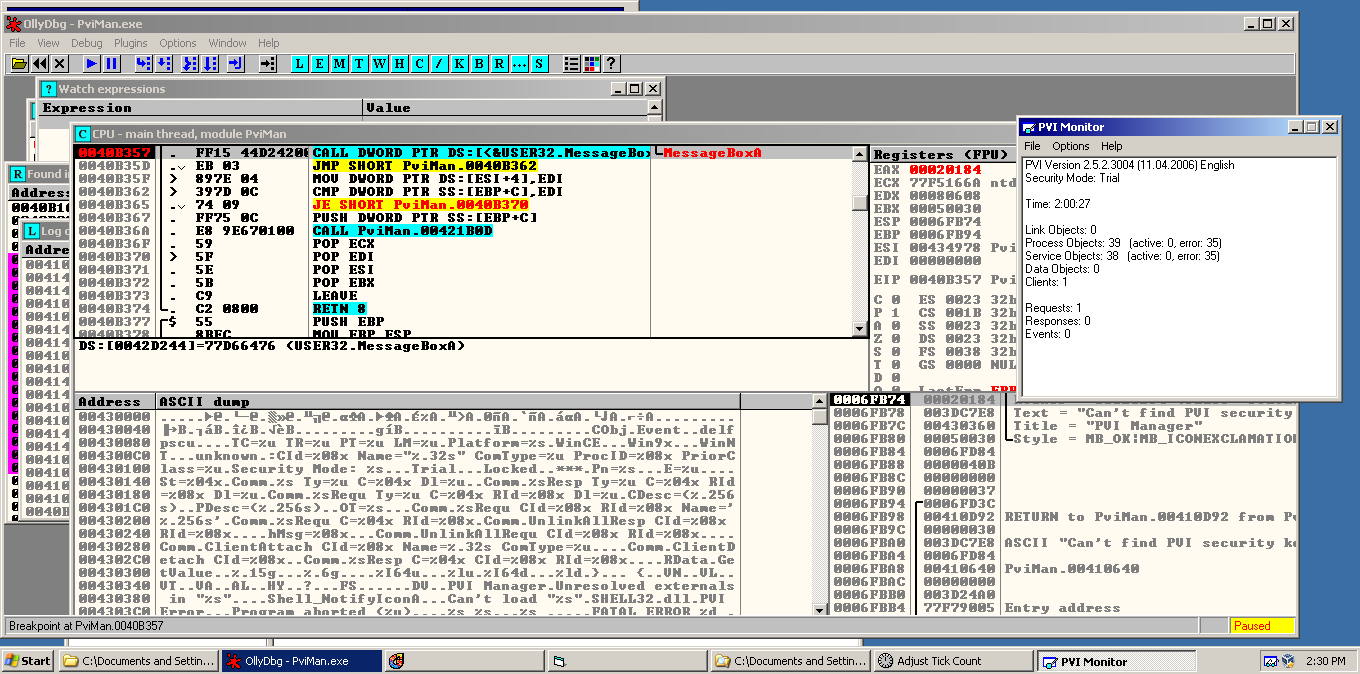 OllyDbg - PviMan.exe
File View Debug Plugins Options Window Help
L E M T W H C / K B R ... S ?
Watch expressions
Expression Value
CPU - main thread, module PviMan
0040B357 . FF15 44D24200 CALL DWORD PTR DS:[<&USER32.MessageBox MessageBoxA
0040B35D . EB 03 JMP SHORT PviMan.0040B362
0040B35F > 897E 04 MOV DWORD PTR DS:[ESI+4],EDI
0040B362 > 397D 0C CMP DWORD PTR SS:[EBP+C],EDI
0040B365 . 74 09 JE SHORT PviMan.0040B370
0040B367 . FF75 0C PUSH DWORD PTR SS:[EBP+C]
0040B36A . E8 9E670100 CALL PviMan.00421B0D
0040B36F . 59 POP ECX
0040B370 > 5F POP EDI
0040B371 . 5E POP ESI
0040B372 . 5B POP EBX
0040B373 . C9 LEAVE
0040B374 . C2 0800 RETN 8
0040B377 $ 55 PUSH EBP
0040B378 . 8BEC MOV EBP,ESP
DS:[0042D244]=77D66476 (USER32.MessageBoxA)
Registers (FPU)
EAX 00020184
ECX 77F5166A ntd
EDX 00080608
EBX 00050030
ESP 0006FB74
EBP 0006FB94
ESI 00434978 Pvi
EDI 00000000
EIP 0040B357 Pvi
C 0 ES 0023 32b
P 1 CS 001B 32b
A 0 SS 0023 32b
Z 0 DS 0023 32b
S 0 FS 0038 32b
T 0 GS 0000 NUL
D 0
PVI Monitor
File Options Help
PVI Version 2.5.2.3004 (11.04.2006) English
Security Mode: Trial
Time: 2:00:27
Link Objects: 0
Process Objects: 39 (active: 0, error: 35)
Service Objects: 38 (active: 0, error: 35)
Data Objects: 0
Clients: 1
Requests: 1
Responses: 0
Events: 0
Found i
Address
Log d
Addre
Address ASCII dump
00430000
00430040 CObj.Event.delf
00430080 pscu....TC=%u TR=%u PT=%u LM=%u.Platform=%s.WinCE...Win9x...WinN
004300C0 T...unknown.:CId=%08x Name="%.32s" ComType=%u ProcID=%08x PriorC
00430100 lass=%u.Security Mode: %s...Trial...Locked..***.Pn=%s...E=%u....
00430140 St=%04x.Comm.%s Ty=%u C=%04x Dl=%u..Comm.%sResp Ty=%u C=%04x RId
00430180 =%08x Dl=%u.Comm.%sRequ Ty=%u C=%04x RId=%08x Dl=%u.CDesc=(%.256
004301C0 s)..PDesc=(%.256s)..OT=%s...Comm.%sRequ CId=%08x RId=%08x Name='
00430200 %.256s'.Comm.%sRequ C=%04x RId=%08x.Comm.UnlinkAllResp CId=%08x
00430240 RId=%08x....hMsg=%08x...Comm.UnlinkAllRequ CId=%08x RId=%08x....
00430280 Comm.ClientAttach CId=%08x Name=%.32s ComType=%u....Comm.ClientD
004302C0 etach CId=%08x..Comm.%sResp C=%04x CId=%08x RId=%08x....RData.Ge
00430300 tValue..%.15g...%.6g....%I64u...%lu.%I64d...%ld.)... (..VN..VL..
00430340 VT..VA..AL..HY..?...FS......DV..PVI Manager.Unresolved externals
00430380 in "%s"...Shell_NotifyIconA...Can't load "%s".SHELL32.dll.PVI
004303C0 Error...Program aborted (%u)....%s %s...%s....FATAL ERROR %d .
0006FB74 00020184
0006FB78 003DC7E8 Text = "Can't find PVI security
0006FB7C 00430360 Title = "PVI Manager"
0006FB80 00050030 Style = MB_OK|MB_ICONEXCLAMATION
0006FB84 0006FD84
0006FB88 0000040B
0006FB8C 00000000
0006FB90 00000037
0006FB94 0006FD3C
0006FB98 00410D92 RETURN to PviMan.00410D92 from Pv
0006FB9C 00000030
0006FBA0 003DC7E8 ASCII "Can't find PVI security ke
0006FBA4 0006FD84
0006FBA8 00410640 PviMan.00410640
0006FBAC 00000000
0006FBB0 003D24A0
0006FBB4 77F79005 Entry address
Breakpoint at PviMan.0040B357
Paused
Start
C:\Documents and Settin...
OllyDbg - PviMan.exe
C:\Documents and Settin...
Adjust Tick Count
PVI Monitor
2:30 PM